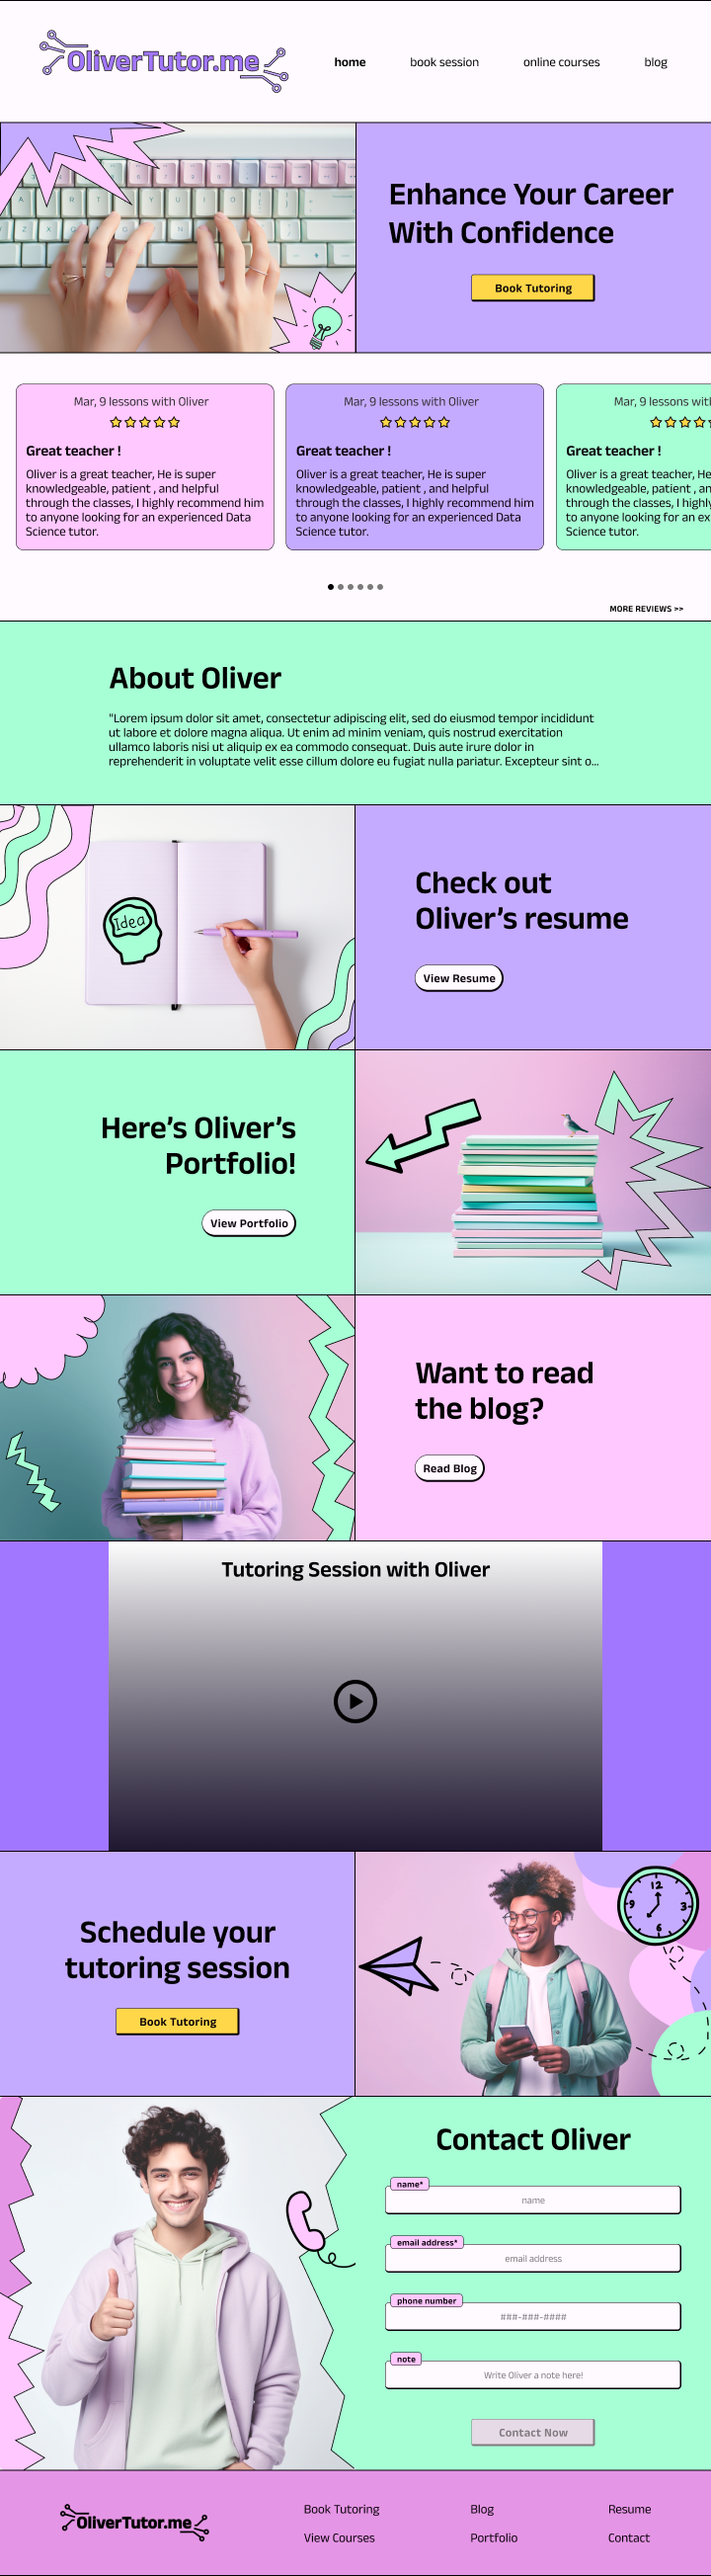 OliverTutor.me
home
book session
online courses
blog
Enhance Your Career
With Confidence
Book Tutoring
Mar, 9 lessons with Oliver
Great teacher !
Oliver is a great teacher, He is super
knowledgeable, patient , and helpful
through the classes, I highly recommend him
to anyone looking for an experienced Data
Science tutor.
Mar, 9 lessons with Oliver
Great teacher !
Oliver is a great teacher, He is super
knowledgeable, patient , and helpful
through the classes, I highly recommend him
to anyone looking for an experienced Data
Science tutor.
Mar, 9 lessons with
Great teacher !
Oliver is a great teacher, He
knowledgeable, patient , an
through the classes, I highly
to anyone looking for an ex
Science tutor.
MORE REVIEWS >>
About Oliver
"Lorem ipsum dolor sit amet, consectetur adipiscing elit, sed do eiusmod tempor incididunt
ut labore et dolore magna aliqua. Ut enim ad minim veniam, quis nostrud exercitation
ullamco laboris nisi ut aliquip ex ea commodo consequat. Duis aute irure dolor in
reprehenderit in voluptate velit esse cillum dolore eu fugiat nulla pariatur. Excepteur sint o...
Idea
Check out
Oliver's resume
View Resume
Here's Oliver's
Portfolio!
View Portfolio
Want to read
the blog?
Read Blog
Tutoring Session with Oliver
Schedule your
tutoring session
Book Tutoring
12
9
3
6
Contact Oliver
name*
name
email address*
email address
phone number
###-###-####
note
Write Oliver a note here!
Contact Now
OliverTutor.me
Book Tutoring
Blog
Resume
View Courses
Portfolio
Contact